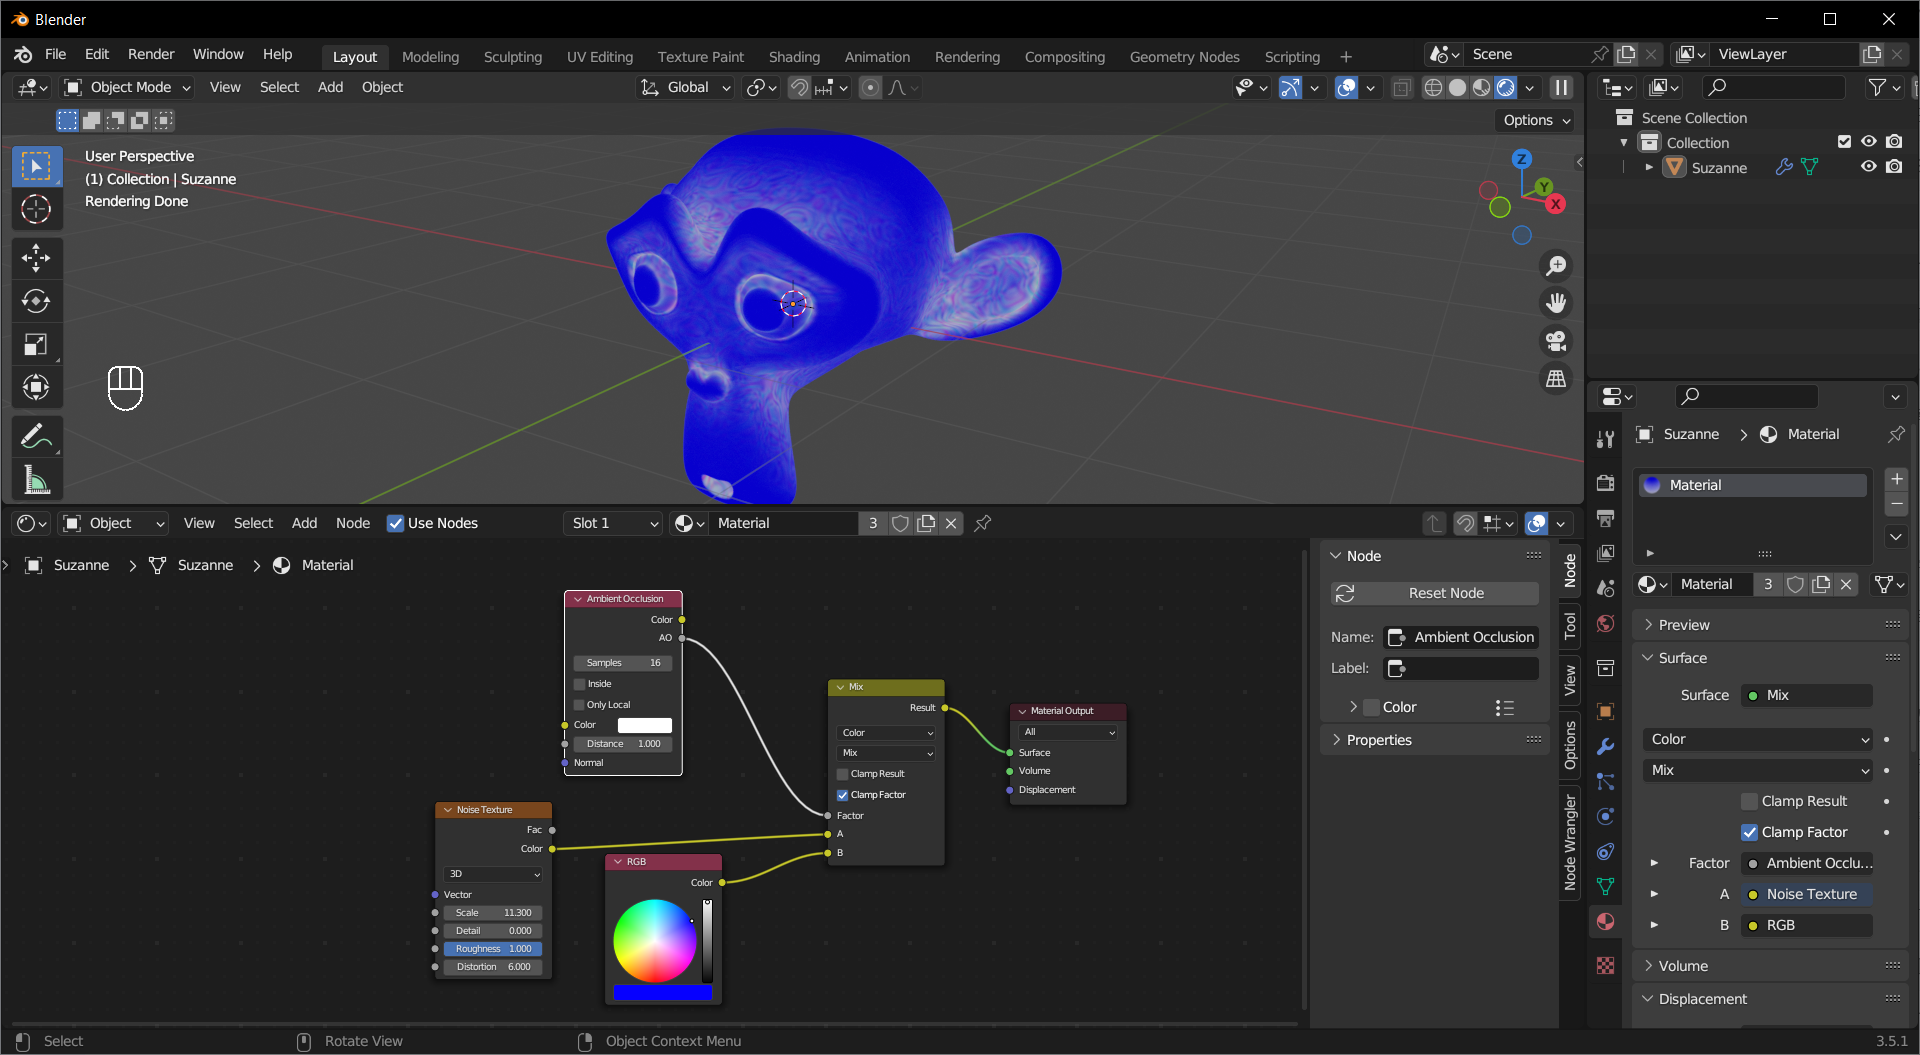 Blender
File Edit Render Window Help Layout Modeling Sculpting UV Editing Texture Paint Shading Animation Rendering Compositing Geometry Nodes Scripting + Scene ViewLayer
Object Mode View Select Add Object Global
Options
User Perspective
(1) Collection | Suzanne
Rendering Done
Z
Y
X
Scene Collection
Collection
Suzanne
Suzanne > Material
Material
Material 3
Preview
Surface
Surface Mix
Color
Mix
Clamp Result
Clamp Factor
Factor Ambient Occlu...
A Noise Texture
B RGB
Volume
Displacement
Object View Select Add Node Use Nodes Slot 1 Material 3
Suzanne > Suzanne > Material
Ambient Occlusion
Color
AO
Samples 16
Inside
Only Local
Color
Distance 1.000
Normal
Noise Texture
Fac
Color
3D
Vector
Scale 11.300
Detail 0.000
Roughness 1.000
Distortion 6.000
RGB
Color
Mix
Result
Color
Mix
Clamp Result
Clamp Factor
Factor
A
B
Material Output
All
Surface
Volume
Displacement
Node
Reset Node
Name: Ambient Occlusion
Label:
Color
Properties
Node
Tool
View
Options
Node Wrangler
Select Rotate View Object Context Menu 3.5.1